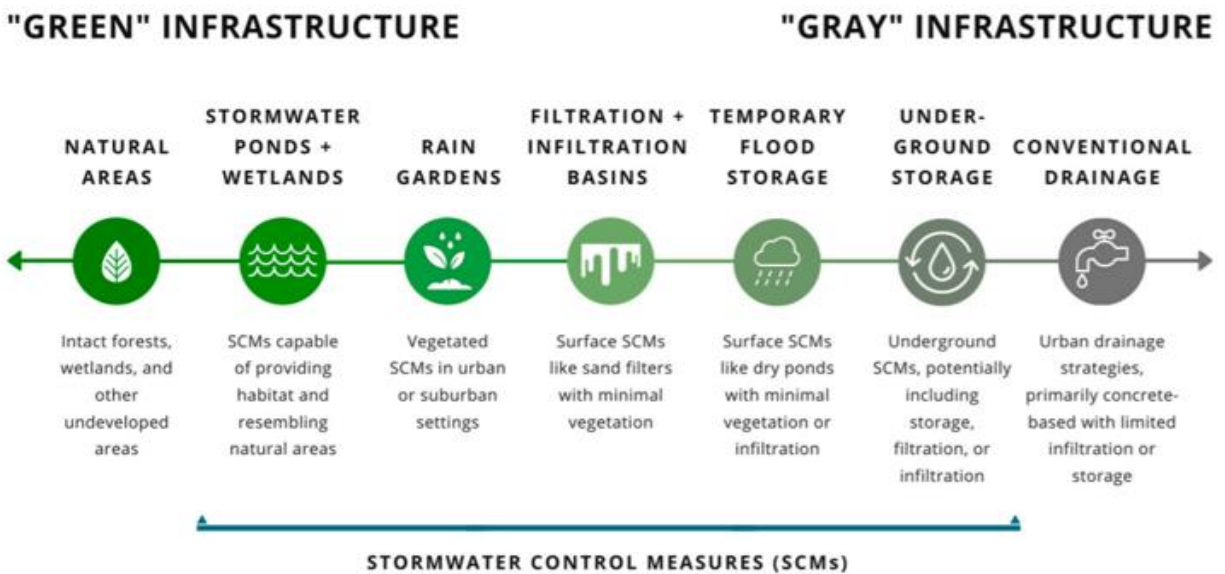 "GREEN" INFRASTRUCTURE
"GRAY" INFRASTRUCTURE
NATURAL
AREAS
STORMWATER
PONDS +
WETLANDS
RAIN
GARDENS
FILTRATION +
INFILTRATION
BASINS
TEMPORARY
FLOOD
STORAGE
UNDER-
GROUND
STORAGE
CONVENTIONAL
DRAINAGE
Intact forests,
wetlands, and
other
undeveloped
areas
SCMs capable
of providing
habitat and
resembling
natural areas
Vegetated
SCMs in urban
or suburban
settings
Surface SCMs
like sand filters
with minimal
vegetation
Surface SCMs
like dry ponds
with minimal
vegetation or
infiltration
Underground
SCMs, potentially
including
storage,
filtration, or
infiltration
Urban drainage
strategies,
primarily concrete-
based with limited
infiltration or
storage
STORMWATER CONTROL MEASURES (SCMs)